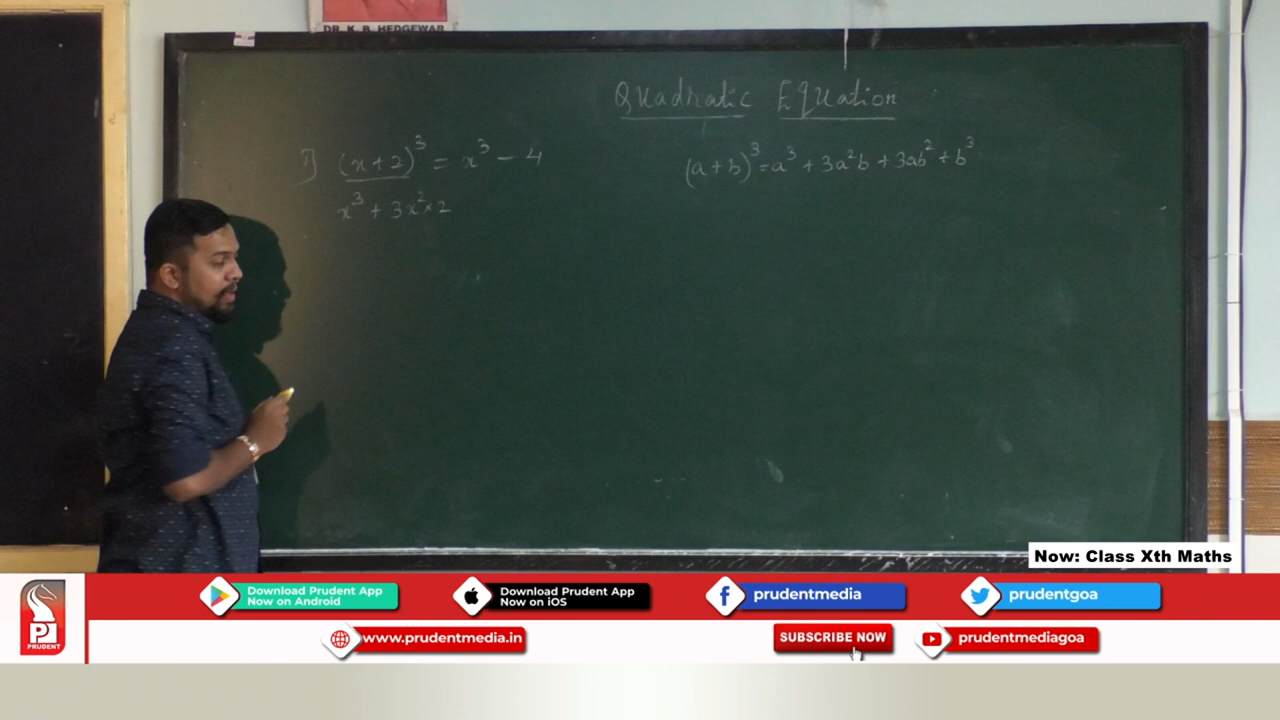 DR. K. B. HEDGEWAR
Quadratic Equation
1) (x+2)³ = x³ - 4
(a+b)³ = a³ + 3a²b + 3ab² + b³
x³ + 3x²×2
Now: Class Xth Maths
Download Prudent App
Now on Android
Download Prudent App
Now on iOS
prudentmedia
prudentgoa
PRUDENT
www.prudentmedia.in
SUBSCRIBE NOW
prudentmediagoa